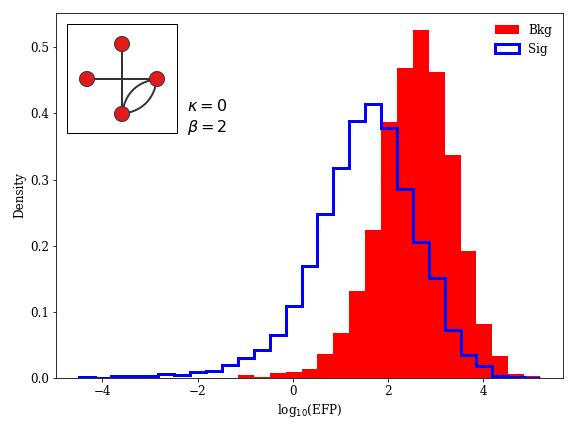 Bkg
Sig
κ = 0
β = 2
Density
0.5
0.4
0.3
0.2
0.1
0.0
−4
−2
0
2
4
log₁₀(EFP)